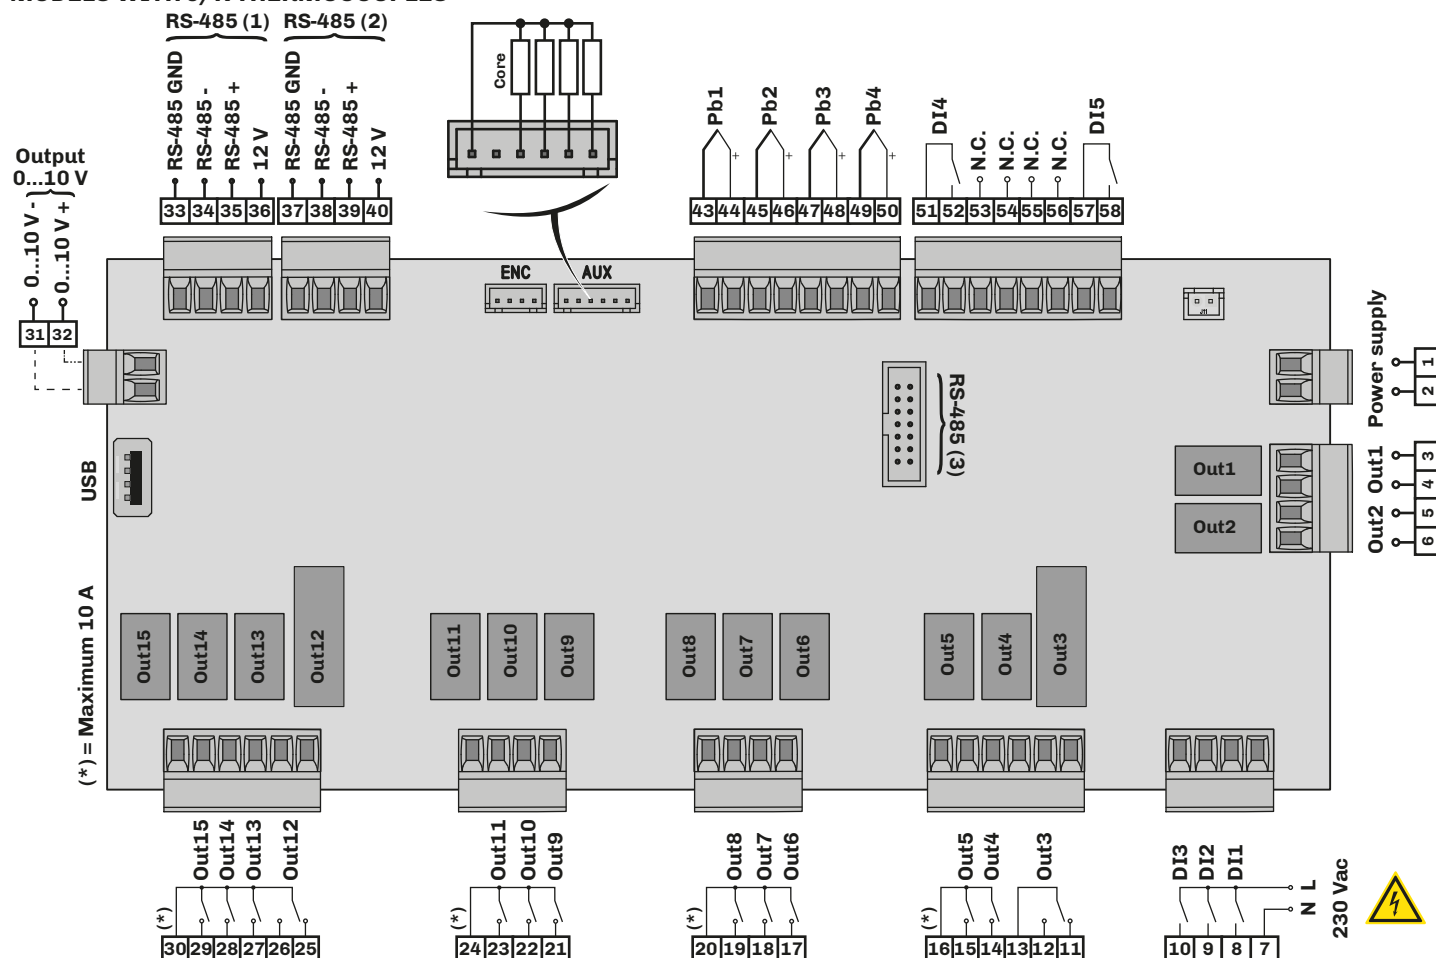 RS-485 (1) RS-485 (2)
RS-485 GND
RS-485 -
RS-485 +
12 V
RS-485 GND
RS-485 -
RS-485 +
12 V
Core
Pb1
+
Pb2
+
Pb3
+
Pb4
+
DI4
N.C.
N.C.
N.C.
N.C.
DI5
Output
0...10 V
0...10 V -
0...10 V +
33 34 35 36 37 38 39 40
43 44 45 46 47 48 49 50
51 52 53 54 55 56 57 58
31 32
ENC AUX
Power supply
1
2
RS-485 (3)
USB
Out1
Out2
Out1
Out2
3
4
5
6
(*) = Maximum 10 A
Out15
Out14
Out13
Out12
Out11
Out10
Out9
Out8
Out7
Out6
Out5
Out4
Out3
(*)
Out15
Out14
Out13
Out12
(*)
Out11
Out10
Out9
(*)
Out8
Out7
Out6
(*)
Out5
Out4
Out3
DI3
DI2
DI1
L
N
230 Vac
30 29 28 27 26 25
24 23 22 21
20 19 18 17
16 15 14 13 12 11
10 9 8 7